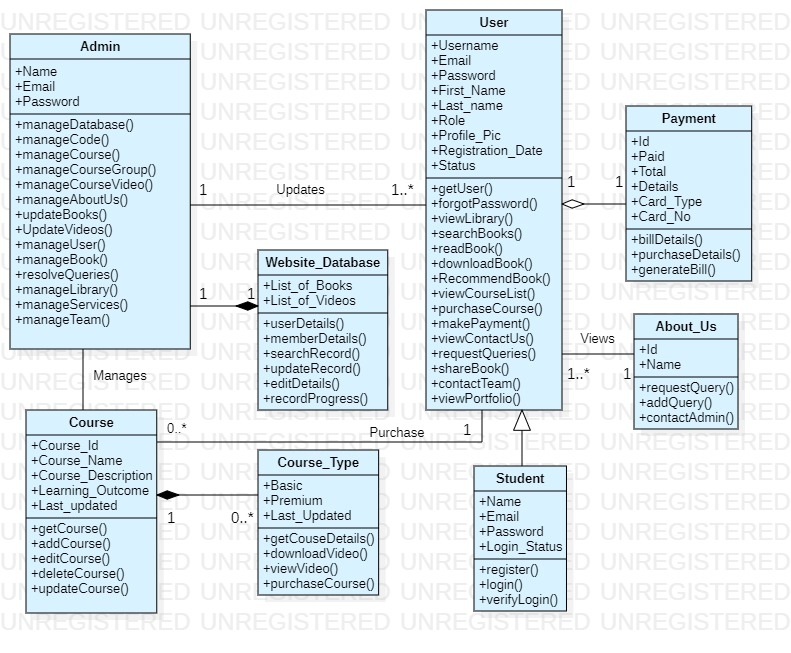 Admin
+Name
+Email
+Password
+manageDatabase()
+manageCode()
+manageCourse()
+manageCourseGroup()
+manageCourseVideo()
+manageAboutUs()
+updateBooks()
+UpdateVideos()
+manageUser()
+manageBook()
+resolveQueries()
+manageLibrary()
+manageServices()
+manageTeam()
1
Updates
1..*
User
+Username
+Email
+Password
+First_Name
+Last_name
+Role
+Profile_Pic
+Registration_Date
+Status
+getUser()
+forgotPassword()
+viewLibrary()
+searchBooks()
+readBook()
+downloadBook()
+RecommendBook()
+viewCourseList()
+purchaseCourse()
+makePayment()
+viewContactUs()
+requestQueries()
+shareBook()
+contactTeam()
+viewPortfolio()
1
1
Payment
+Id
+Paid
+Total
+Details
+Card_Type
+Card_No
+billDetails()
+purchaseDetails()
+generateBill()
1
1
Website_Database
+List_of_Books
+List_of_Videos
+userDetails()
+memberDetails()
+searchRecord()
+updateRecord()
+editDetails()
+recordProgress()
Views
1..*
1
About_Us
+Id
+Name
+requestQuery()
+addQuery()
+contactAdmin()
Manages
Course
+Course_Id
+Course_Name
+Course_Description
+Learning_Outcome
+Last_updated
+getCourse()
+addCourse()
+editCourse()
+deleteCourse()
+updateCourse()
0..*
Purchase
1
1
0..*
Course_Type
+Basic
+Premium
+Last_Updated
+getCouseDetails()
+downloadVideo()
+viewVideo()
+purchaseCourse()
Student
+Name
+Email
+Password
+Login_Status
+register()
+login()
+verifyLogin()
UNREGISTERED